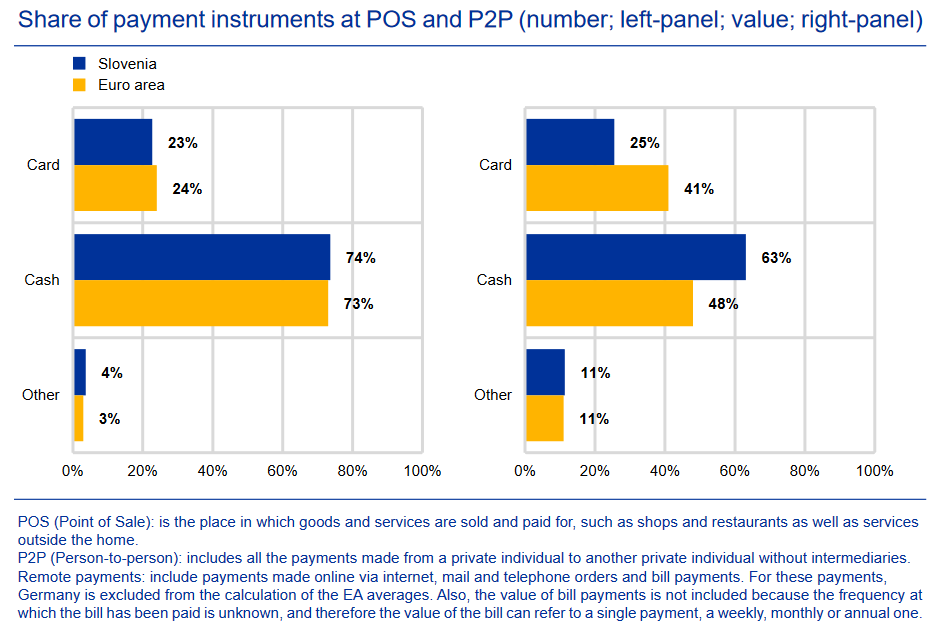 Share of payment instruments at POS and P2P (number; left-panel; value; right-panel)
Slovenia
Euro area
Card
23%
24%
Cash
74%
73%
Other
4%
3%
0%
20%
40%
60%
80%
100%
Card
25%
41%
Cash
63%
48%
Other
11%
11%
0%
20%
40%
60%
80%
100%
POS (Point of Sale): is the place in which goods and services are sold and paid for, such as shops and restaurants as well as services
outside the home.
P2P (Person-to-person): includes all the payments made from a private individual to another private individual without intermediaries.
Remote payments: include payments made online via internet, mail and telephone orders and bill payments. For these payments,
Germany is excluded from the calculation of the EA averages. Also, the value of bill payments is not included because the frequency at
which the bill has been paid is unknown, and therefore the value of the bill can refer to a single payment, a weekly, monthly or annual one.